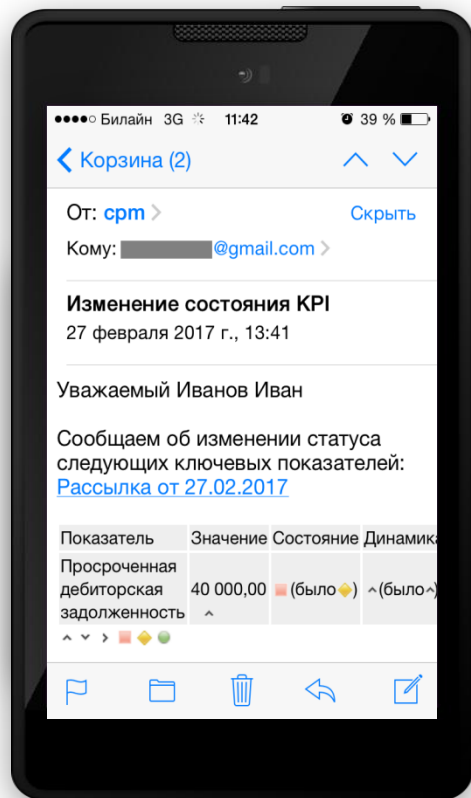 Билайн 3G 11:42 39 %
Корзина (2)
От: cpm Скрыть
Кому: @gmail.com
Изменение состояния KPI
27 февраля 2017 г., 13:41
Уважаемый Иванов Иван
Сообщаем об изменении статуса
следующих ключевых показателей:
Рассылка от 27.02.2017
Показатель Значение Состояние Динамика
Просроченная
дебиторская 40 000,00 (было) (было)
задолженность